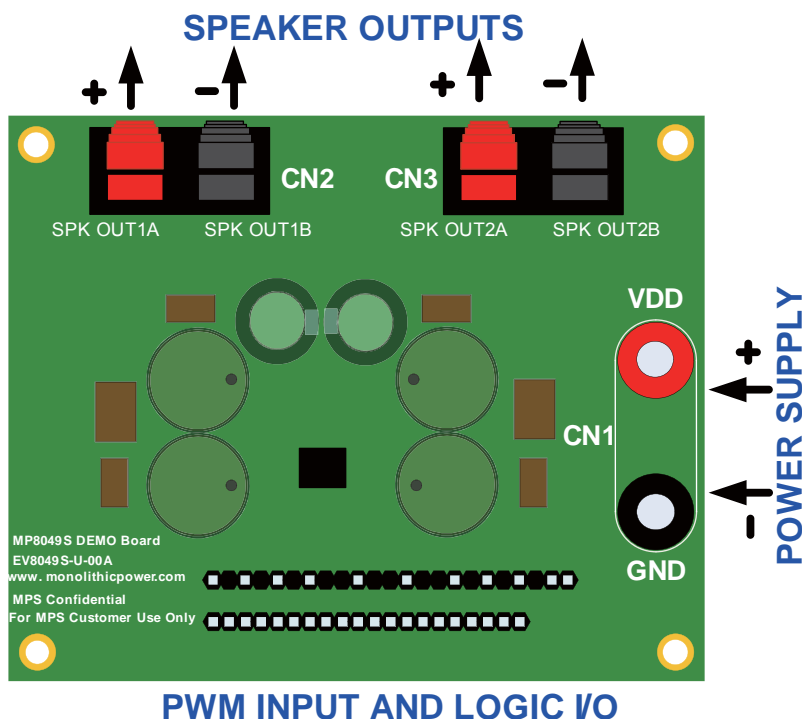 SPEAKER OUTPUTS
+ - + -
CN2 CN3
SPK OUT1A SPK OUT1B SPK OUT2A SPK OUT2B
VDD
+
POWER SUPPLY
CN1
-
GND
MP8049S DEMO Board
EV8049S-U-00A
www.monolithicpower.com
MPS Confidential
For MPS Customer Use Only
PWM INPUT AND LOGIC I/O